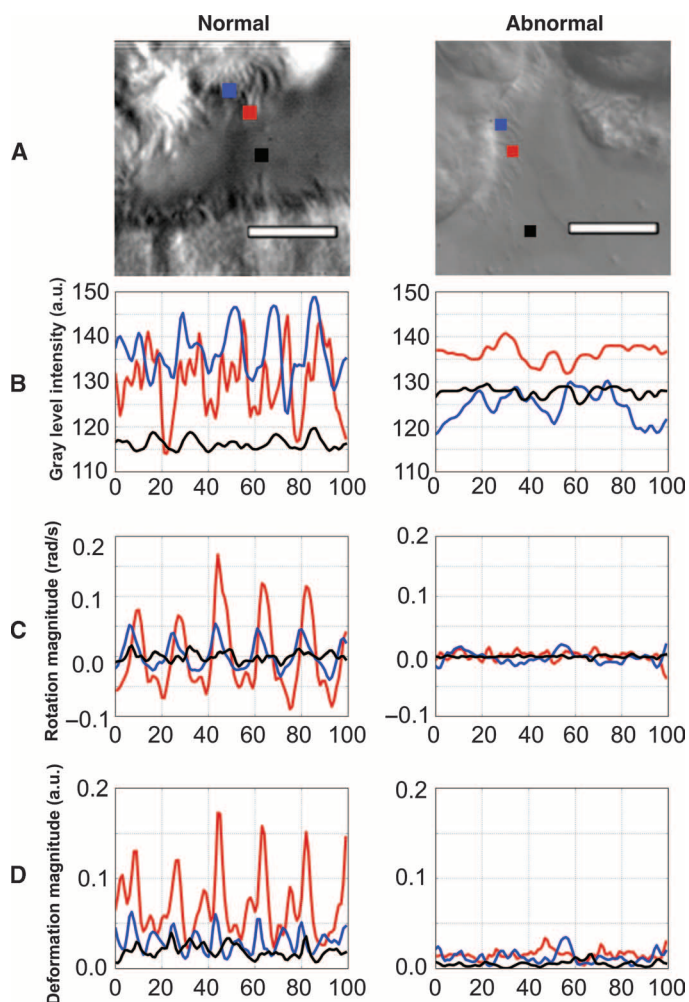 Normal Abnormal
A
B
Gray level intensity (a.u.)
150 150
140 140
130 130
120 120
110 110
0 20 40 60 80 100 0 20 40 60 80 100
C
Rotation magnitude (rad/s)
0.2 0.2
0.1 0.1
0.0 0.0
–0.1 –0.1
0 20 40 60 80 100 0 20 40 60 80 100
D
Deformation magnitude (a.u.)
0.2 0.2
0.1 0.1
0.0 0.0
0 20 40 60 80 100 0 20 40 60 80 100